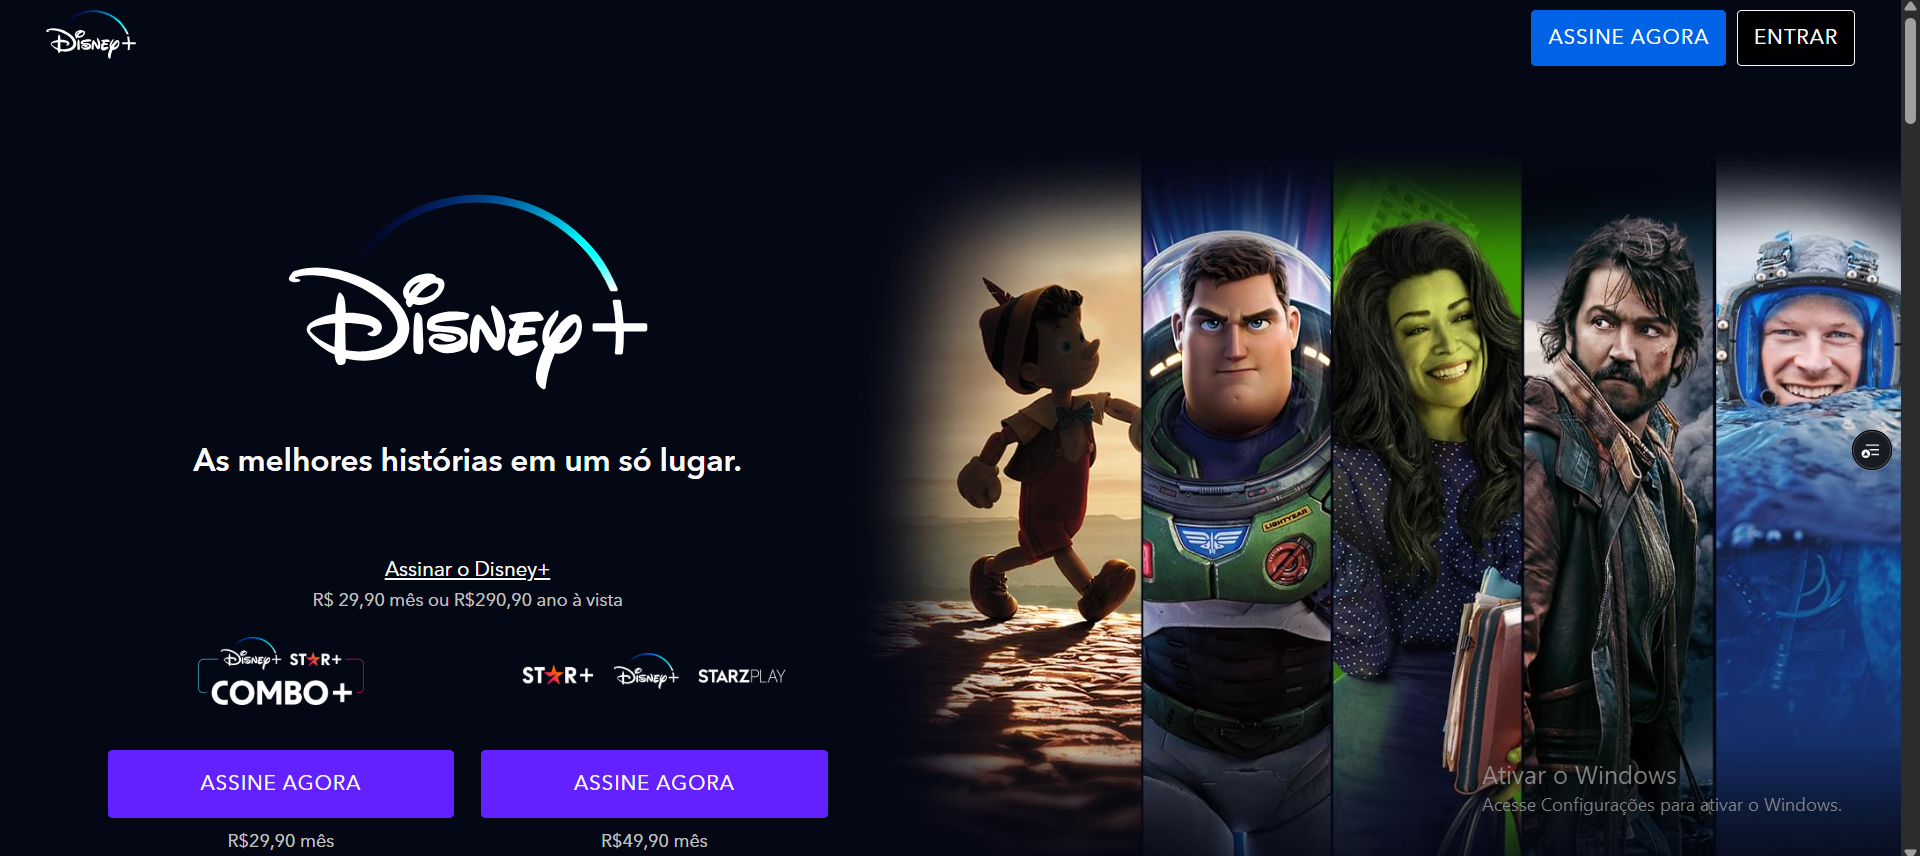 Disney+
ASSINE AGORA
ENTRAR
Disney+
As melhores histórias em um só lugar.
Assinar o Disney+
R$ 29,90 mês ou R$290,90 ano à vista
Disney+ STAR+
COMBO+
STAR+ Disney+ STARZPLAY
ASSINE AGORA
ASSINE AGORA
R$29,90 mês
R$49,90 mês
LIGHTYEAR
Ativar o Windows
Acesse Configurações para ativar o Windows.